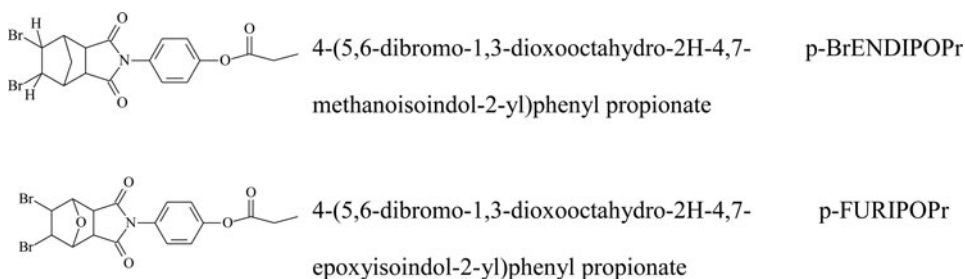 Br H O N O O O Br H 4-(5,6-dibromo-1,3-dioxooctahydro-2H-4,7- p-BrENDIPOPr
methanoisoindol-2-yl)phenyl propionate
Br O O N O O O Br 4-(5,6-dibromo-1,3-dioxooctahydro-2H-4,7- p-FURIPOPr
epoxyisoindol-2-yl)phenyl propionate